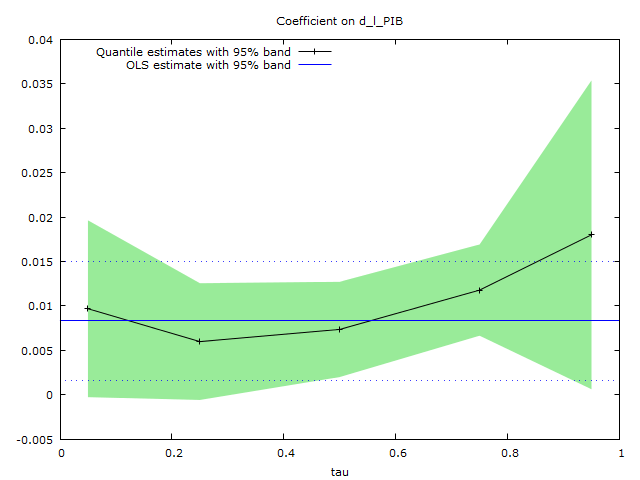 Coefficient on d_l_PIB
Quantile estimates with 95% band
OLS estimate with 95% band
0.04
0.035
0.03
0.025
0.02
0.015
0.01
0.005
0
-0.005
0 0.2 0.4 0.6 0.8 1
tau